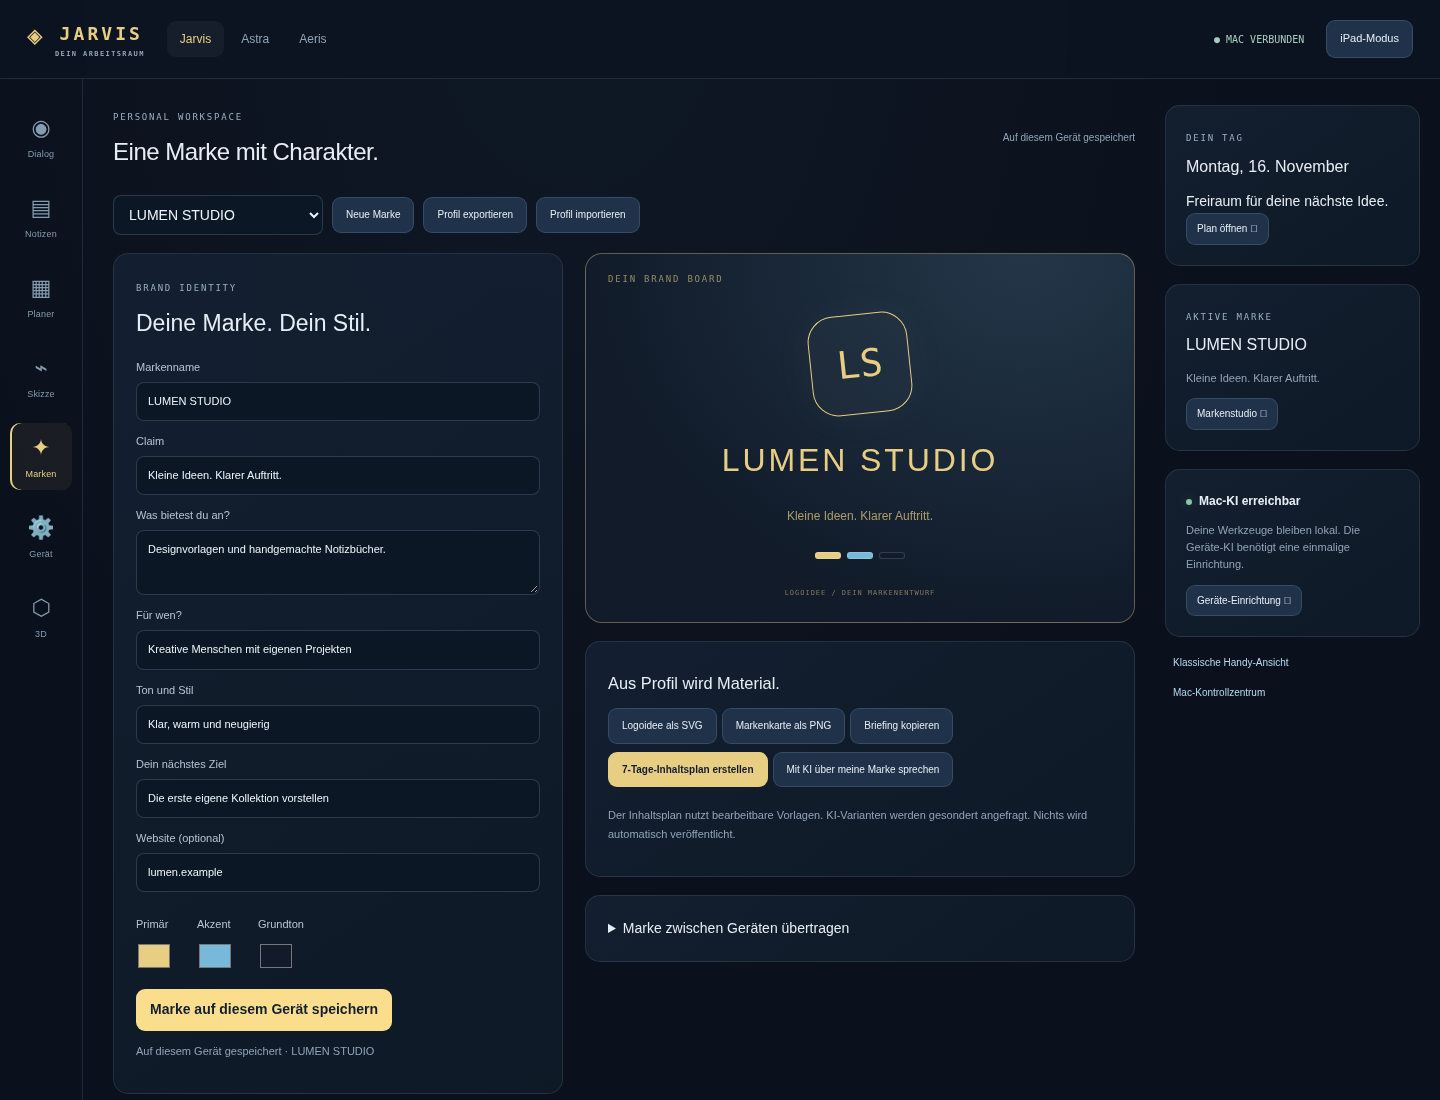 JARVIS
DEIN ARBEITSRAUM
Jarvis
Astra
Aeris
MAC VERBUNDEN
iPad-Modus
Dialog
Notizen
Planer
Skizze
Marken
Gerät
3D
PERSONAL WORKSPACE
Eine Marke mit Charakter.
Auf diesem Gerät gespeichert
LUMEN STUDIO
Neue Marke
Profil exportieren
Profil importieren
BRAND IDENTITY
Deine Marke. Dein Stil.
Markenname
LUMEN STUDIO
Claim
Kleine Ideen. Klarer Auftritt.
Was bietest du an?
Designvorlagen und handgemachte Notizbücher.
Für wen?
Kreative Menschen mit eigenen Projekten
Ton und Stil
Klar, warm und neugierig
Dein nächstes Ziel
Die erste eigene Kollektion vorstellen
Website (optional)
lumen.example
Primär
Akzent
Grundton
Marke auf diesem Gerät speichern
Auf diesem Gerät gespeichert · LUMEN STUDIO
DEIN BRAND BOARD
LS
LUMEN STUDIO
Kleine Ideen. Klarer Auftritt.
LOGOIDEE / DEIN MARKENENTWURF
Aus Profil wird Material.
Logoidee als SVG
Markenkarte als PNG
Briefing kopieren
7-Tage-Inhaltsplan erstellen
Mit KI über meine Marke sprechen
Der Inhaltsplan nutzt bearbeitbare Vorlagen. KI-Varianten werden gesondert angefragt. Nichts wird
automatisch veröffentlicht.
Marke zwischen Geräten übertragen
DEIN TAG
Montag, 16. November
Freiraum für deine nächste Idee.
Plan öffnen
AKTIVE MARKE
LUMEN STUDIO
Kleine Ideen. Klarer Auftritt.
Markenstudio
Mac-KI erreichbar
Deine Werkzeuge bleiben lokal. Die
Geräte-KI benötigt eine einmalige
Einrichtung.
Geräte-Einrichtung
Klassische Handy-Ansicht
Mac-Kontrollzentrum